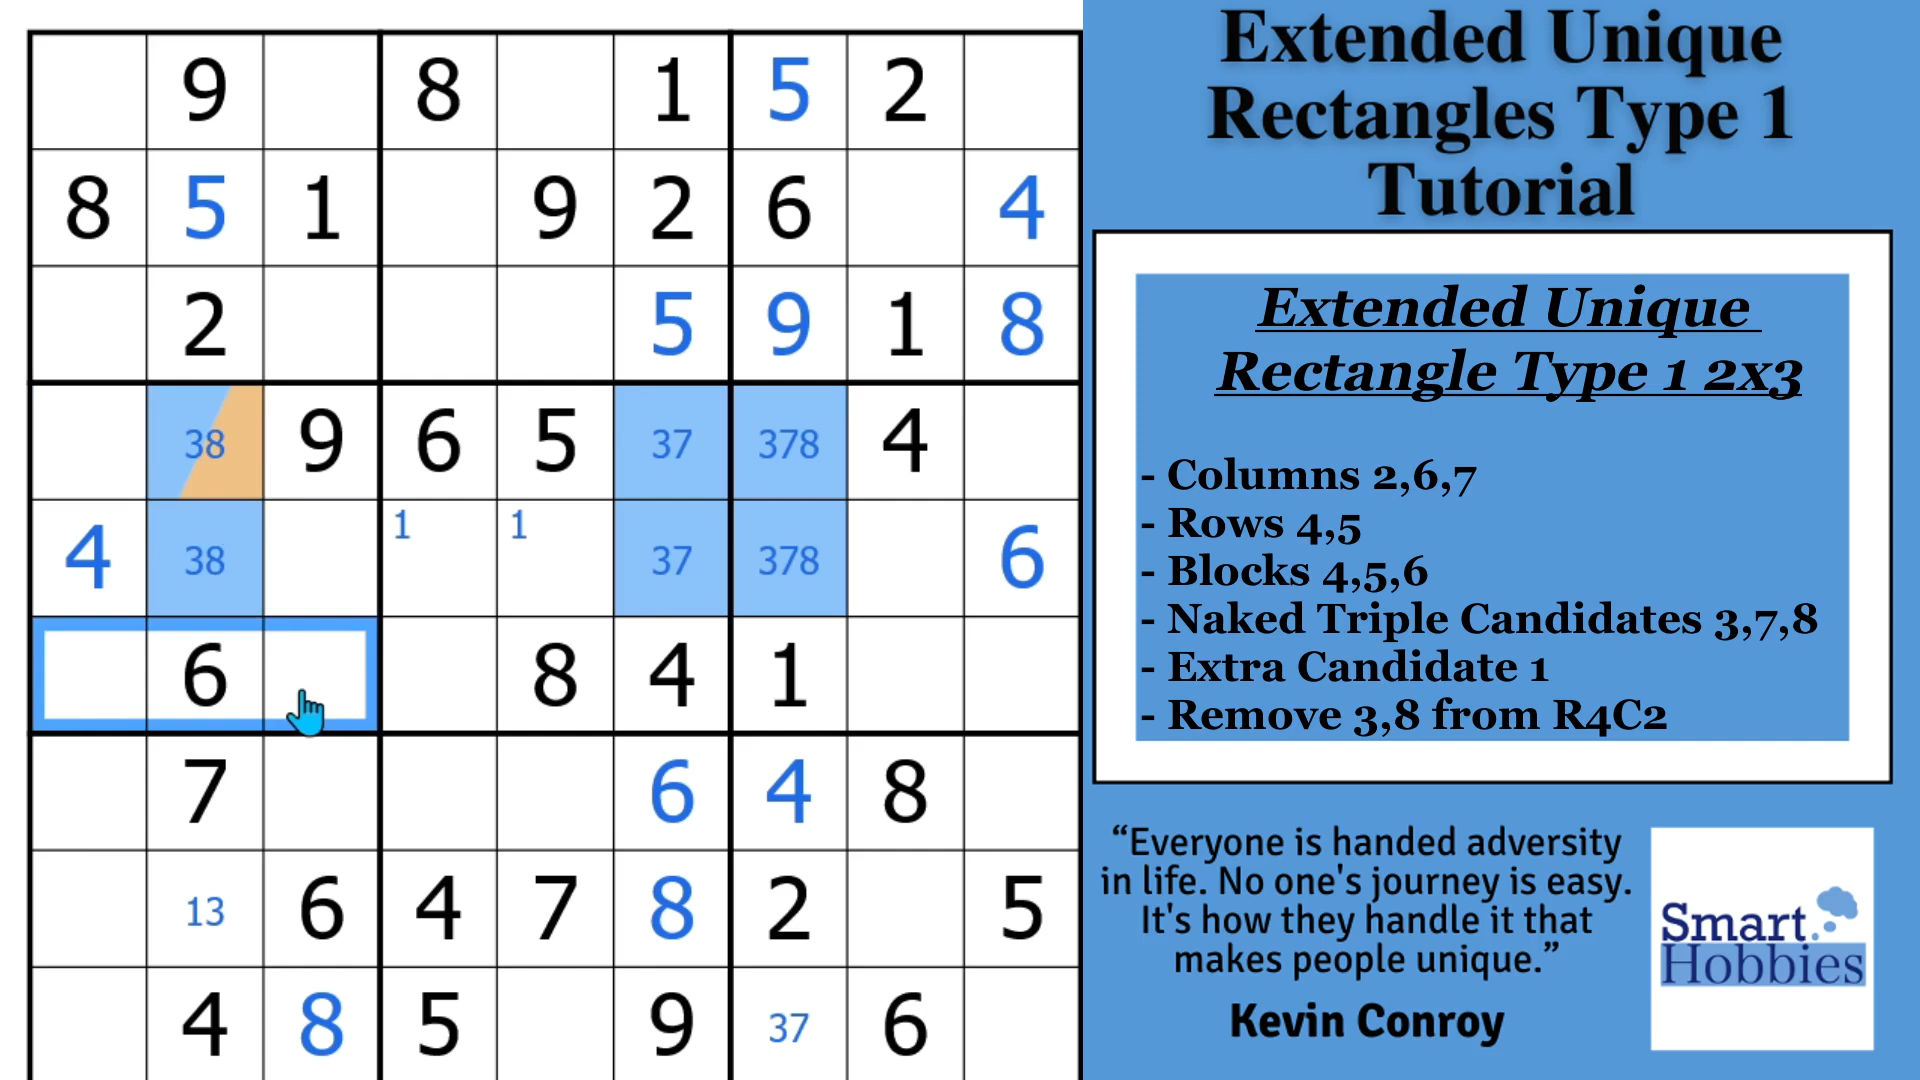 9 8 1 5 2
8 5 1 9 2 6 4
2 5 9 1 8
38 9 6 5 37 378 4
4 38 1 1 37 378 6
6 8 4 1
7 6 4 8
13 6 4 7 8 2 5
4 8 5 9 37 6
Extended Unique
Rectangles Type 1
Tutorial
Extended Unique
Rectangle Type 1 2x3
- Columns 2,6,7
- Rows 4,5
- Blocks 4,5,6
- Naked Triple Candidates 3,7,8
- Extra Candidate 1
- Remove 3,8 from R4C2
“Everyone is handed adversity
in life. No one's journey is easy.
It's how they handle it that
makes people unique.”
Kevin Conroy
Smart
Hobbies